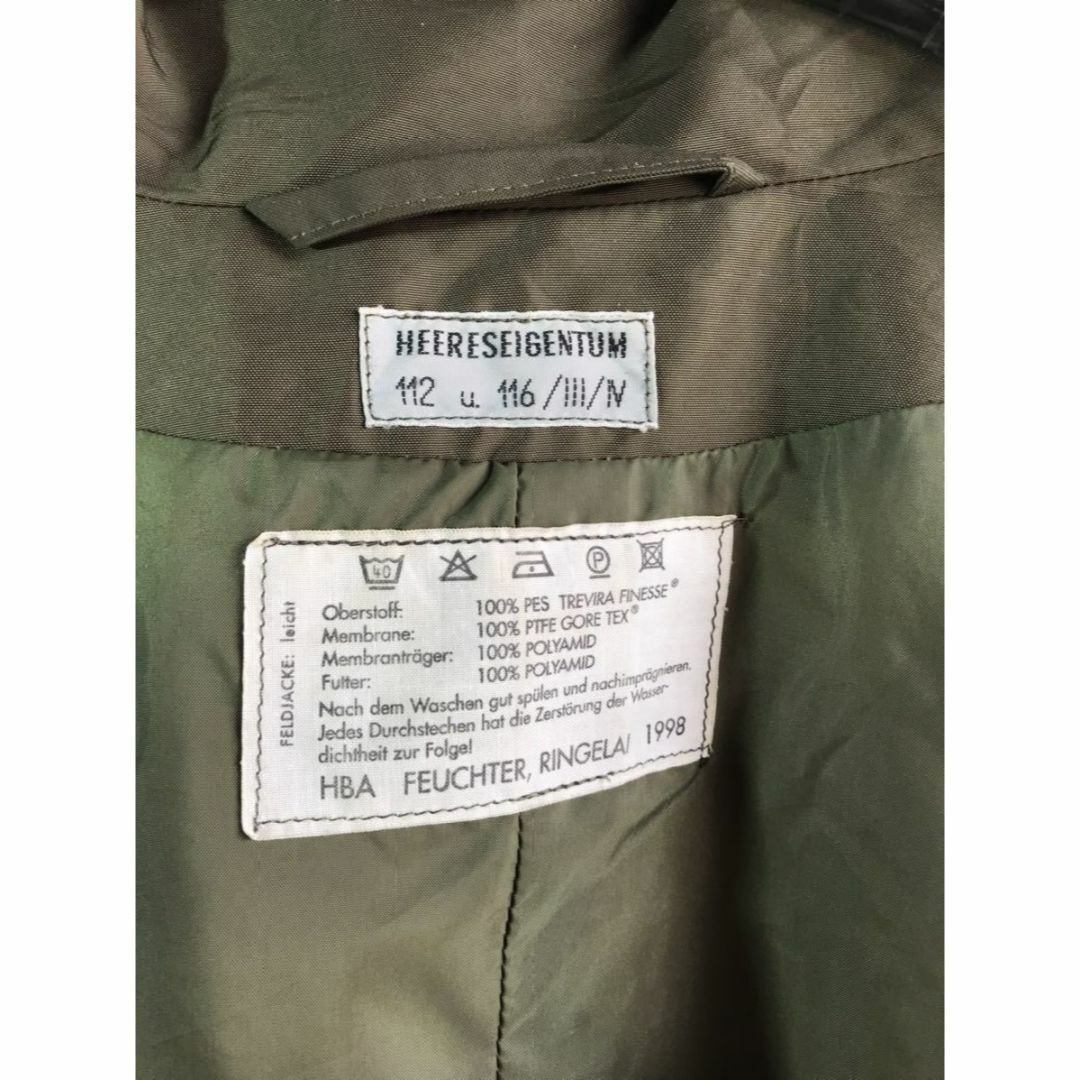 HEERESEIGENTUM
112 u. 116/III/IV
40 P
FELDJACKE: leicht
Oberstoff: 100% PES TREVIRA FINESSE®
Membrane: 100% PTFE GORE TEX®
Membranträger: 100% POLYAMID
Futter: 100% POLYAMID
Nach dem Waschen gut spülen und nachimprägnieren.
Jedes Durchstechen hat die Zerstörung der Wasser-
dichtheit zur Folge!
HBA FEUCHTER, RINGELAI 1998